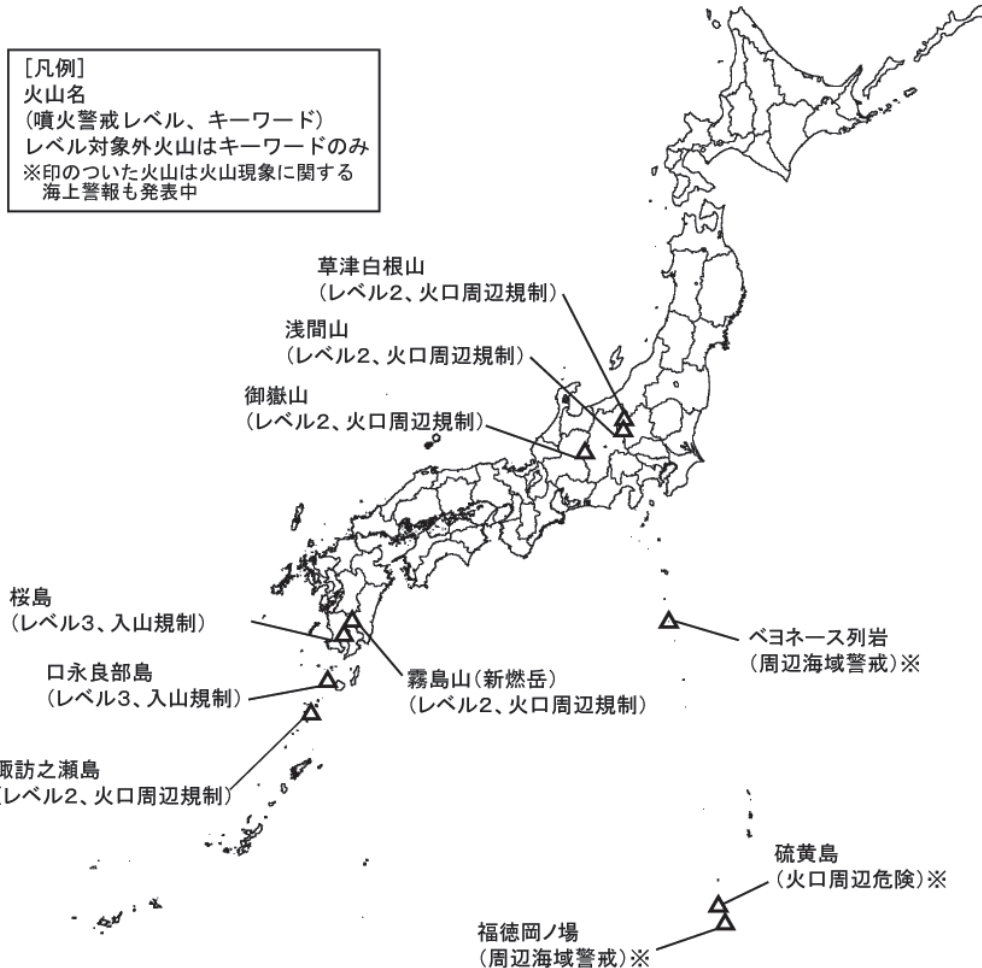 [凡例]
火山名
(噴火警戒レベル、キーワード)
レベル対象外火山はキーワードのみ
※印のついた火山は火山現象に関する
海上警報も発表中
草津白根山
(レベル2、火口周辺規制)
浅間山
(レベル2、火口周辺規制)
御嶽山
(レベル2、火口周辺規制)
桜島
(レベル3、入山規制)
口永良部島
(レベル3、入山規制)
霧島山(新燃岳)
(レベル2、火口周辺規制)
ベヨネース列岩
(周辺海域警戒)※
諏訪之瀬島
(レベル2、火口周辺規制)
硫黄島
(火口周辺危険)※
福徳岡ノ場
(周辺海域警戒)※